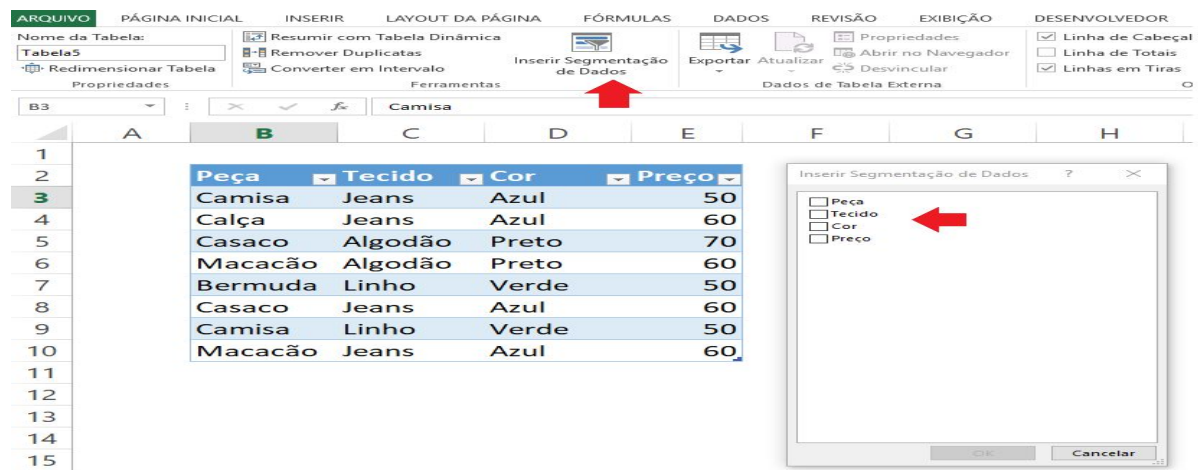 ARQUIVO PÁGINA INICIAL INSERIR LAYOUT DA PÁGINA FÓRMULAS DADOS REVISÃO EXIBIÇÃO DESENVOLVEDOR
Nome da Tabela:
Tabela5
Redimensionar Tabela
Propriedades
Resumir com Tabela Dinâmica
Remover Duplicatas
Converter em Intervalo
Inserir Segmentação
de Dados
Ferramentas
Exportar Atualizar
Propriedades
Abrir no Navegador
Desvincular
Dados de Tabela Externa
Linha de Cabeçal
Linha de Totais
Linhas em Tiras
O
B3 fx Camisa
A B C D E F G H
1
2 Peça Tecido Cor Preço
3 Camisa Jeans Azul 50
4 Calça Jeans Azul 60
5 Casaco Algodão Preto 70
6 Macacão Algodão Preto 60
7 Bermuda Linho Verde 50
8 Casaco Jeans Azul 60
9 Camisa Linho Verde 50
10 Macacão Jeans Azul 60
11
12
13
14
15
Inserir Segmentação de Dados ? ×
Peça
Tecido
Cor
Preço
OK Cancelar